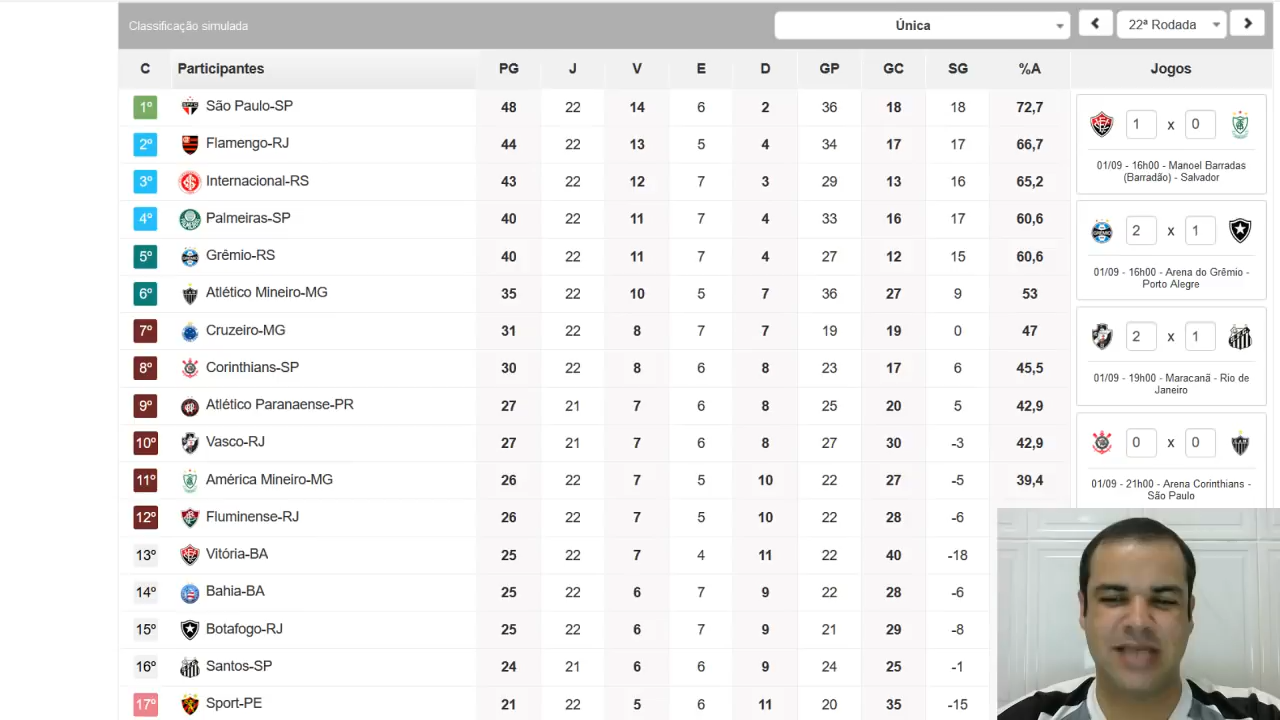 Classificação simulada
Única
22ª Rodada
C Participantes PG J V E D GP GC SG %A Jogos
1º São Paulo-SP 48 22 14 6 2 36 18 18 72,7
2º Flamengo-RJ 44 22 13 5 4 34 17 17 66,7
3º Internacional-RS 43 22 12 7 3 29 13 16 65,2
4º Palmeiras-SP 40 22 11 7 4 33 16 17 60,6
5º Grêmio-RS 40 22 11 7 4 27 12 15 60,6
6º Atlético Mineiro-MG 35 22 10 5 7 36 27 9 53
7º Cruzeiro-MG 31 22 8 7 7 19 19 0 47
8º Corinthians-SP 30 22 8 6 8 23 17 6 45,5
9º Atlético Paranaense-PR 27 21 7 6 8 25 20 5 42,9
10º Vasco-RJ 27 21 7 6 8 27 30 -3 42,9
11º América Mineiro-MG 26 22 7 5 10 22 27 -5 39,4
12º Fluminense-RJ 26 22 7 5 10 22 28 -6
13º Vitória-BA 25 22 7 4 11 22 40 -18
14º Bahia-BA 25 22 6 7 9 22 28 -6
15º Botafogo-RJ 25 22 6 7 9 21 29 -8
16º Santos-SP 24 21 6 6 9 24 25 -1
17º Sport-PE 21 22 5 6 11 20 35 -15
1 x 0
01/09 - 16h00 - Manoel Barradas
(Barradão) - Salvador
2 x 1
01/09 - 16h00 - Arena do Grêmio -
Porto Alegre
2 x 1
01/09 - 19h00 - Maracanã - Rio de
Janeiro
0 x 0
01/09 - 21h00 - Arena Corinthians -
São Paulo